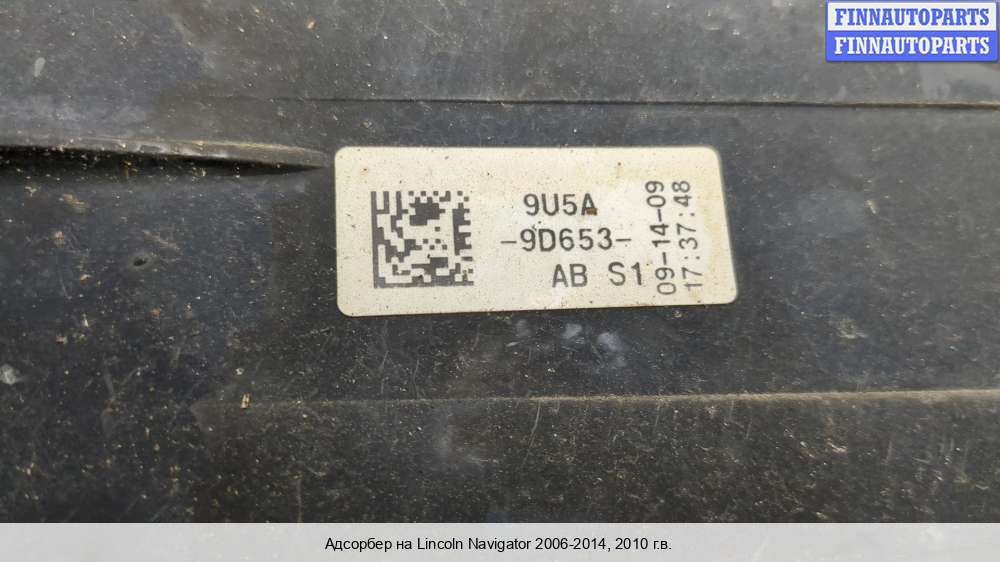 FINNAUTOPARTS
FINNAUTOPARTS
9U5A
-9D653-
AB S1
09-14-09
17:37:48
Адсорбер на Lincoln Navigator 2006-2014, 2010 г.в.